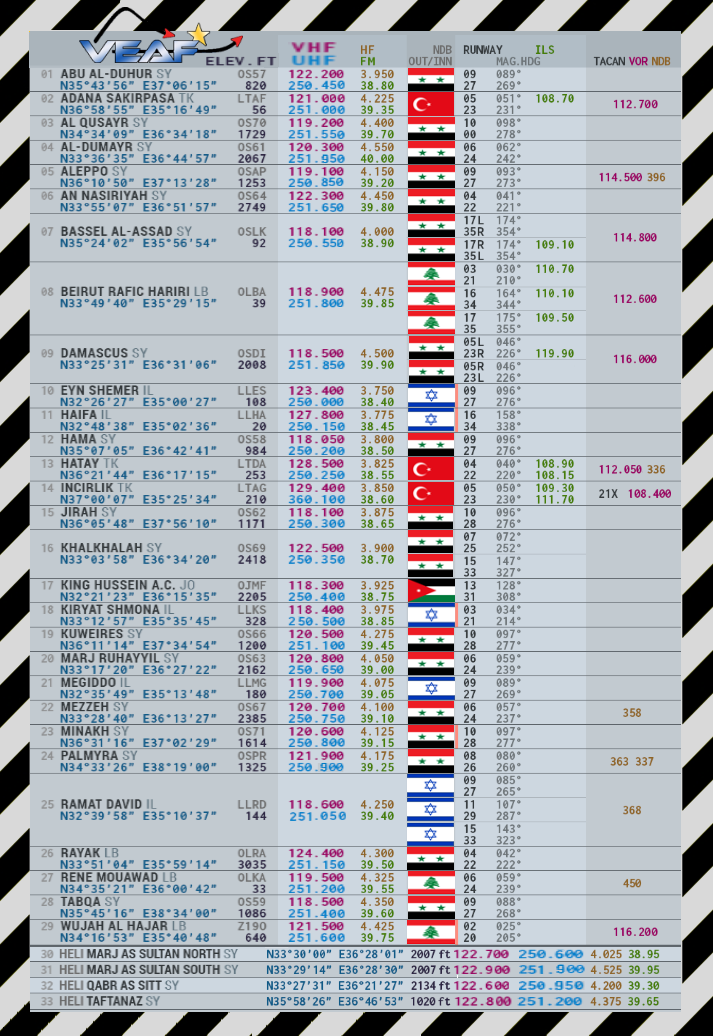 VEAF
ELEV.FT VHF UHF HF FM NDB OUT/INN RUNWAY MAG.HDG ILS TACAN VOR NDB
01 ABU AL-DUHUR SY OS57 122.200 3.950 09 089°
N35°43'56" E37°06'15" 820 250.450 38.80 27 269°
02 ADANA SAKIRPASA TK LTAF 121.000 4.225 05 051° 108.70 112.700
N36°58'55" E35°16'49" 56 251.000 39.35 23 231°
03 AL QUSAYR SY OS70 119.200 4.400 10 098°
N34°34'09" E36°34'18" 1729 251.550 39.70 00 278°
04 AL-DUMAYR SY OS61 120.300 4.550 06 062°
N33°36'35" E36°44'57" 2067 251.950 40.00 24 242°
05 ALEPPO SY OSAP 119.100 4.150 09 093° 114.500 396
N36°10'50" E37°13'28" 1253 250.850 39.20 27 273°
06 AN NASIRIYAH SY OS64 122.300 4.450 04 041°
N33°55'07" E36°51'57" 2749 251.650 39.80 22 221°
17L 174°
07 BASSEL AL-ASSAD SY OSLK 118.100 4.000 35R 354° 114.800
N35°24'02" E35°56'54" 92 250.550 38.90 17R 174° 109.10
35L 354°
03 030° 110.70
21 210°
08 BEIRUT RAFIC HARIRI LB OLBA 118.900 4.475 16 164° 110.10 112.600
N33°49'40" E35°29'15" 39 251.800 39.85 34 344°
17 175° 109.50
35 355°
05L 046°
09 DAMASCUS SY OSDI 118.500 4.500 23R 226° 119.90 116.000
N33°25'31" E36°31'06" 2008 251.850 39.90 05R 046°
23L 226°
10 EYN SHEMER IL LLES 123.400 3.750 09 096°
N32°26'27" E35°00'27" 108 250.000 38.40 27 276°
11 HAIFA IL LLHA 127.800 3.775 16 158°
N32°48'38" E35°02'36" 20 250.150 38.45 34 338°
12 HAMA SY OS58 118.050 3.800 09 096°
N35°07'05" E36°42'41" 984 250.200 38.50 27 276°
13 HATAY TK LTDA 128.500 3.825 04 040° 108.90 112.050 336
N36°21'44" E36°17'15" 253 250.250 38.55 22 220° 108.15
14 INCIRLIK TK LTAG 129.400 3.850 05 050° 109.30 21X 108.400
N37°00'07" E35°25'34" 210 360.100 38.60 23 230° 111.70
15 JIRAH SY OS62 118.100 3.875 10 096°
N36°05'48" E37°56'10" 1171 250.300 38.65 28 276°
07 072°
16 KHALKHALAH SY OS69 122.500 3.900 25 252°
N33°03'58" E36°34'20" 2418 250.350 38.70 15 147°
33 327°
17 KING HUSSEIN A.C. JO OJMF 118.300 3.925 13 128°
N32°21'23" E36°15'35" 2205 250.400 38.75 31 308°
18 KIRYAT SHMONA IL LLKS 118.400 3.975 03 034°
N33°12'57" E35°35'45" 328 250.500 38.85 21 214°
19 KUWEIRES SY OS66 120.500 4.275 10 097°
N36°11'14" E37°34'54" 1200 251.100 39.45 28 277°
20 MARJ RUHAYYIL SY OS63 120.800 4.050 06 059°
N33°17'20" E36°27'22" 2162 250.650 39.00 24 239°
21 MEGIDDO IL LLMG 119.900 4.075 09 089°
N32°35'49" E35°13'48" 180 250.700 39.05 27 269°
22 MEZZEH SY OS67 120.700 4.100 06 057° 358
N33°28'40" E36°13'27" 2385 250.750 39.10 24 237°
23 MINAKH SY OS71 120.600 4.125 10 097°
N36°31'16" E37°02'29" 1614 250.800 39.15 28 277°
24 PALMYRA SY OSPR 121.900 4.175 08 080° 363 337
N34°33'26" E38°19'00" 1325 250.900 39.25 26 260°
09 085°
27 265°
25 RAMAT DAVID IL LLRD 118.600 4.250 11 107° 368
N32°39'58" E35°10'37" 144 251.050 39.40 29 287°
15 143°
33 323°
26 RAYAK LB OLRA 124.400 4.300 04 042°
N33°51'04" E35°59'14" 3035 251.150 39.50 22 222°
27 RENE MOUAWAD LB OLKA 119.500 4.325 06 059° 450
N34°35'21" E36°00'42" 33 251.200 39.55 24 239°
28 TABQA SY OS59 118.500 4.350 09 088°
N35°45'16" E38°34'00" 1086 251.400 39.60 27 268°
29 WUJAH AL HAJAR LB Z19O 121.500 4.425 02 025° 116.200
N34°16'53" E35°40'48" 640 251.600 39.75 20 205°
30 HELI MARJ AS SULTAN NORTH SY N33°30'00" E36°28'01" 2007 ft 122.700 250.600 4.025 38.95
31 HELI MARJ AS SULTAN SOUTH SY N33°29'14" E36°28'30" 2007 ft 122.900 251.900 4.525 39.95
32 HELI QABR AS SITT SY N33°27'31" E36°21'27" 2134 ft 122.600 250.950 4.200 39.30
33 HELI TAFTANAZ SY N35°58'26" E36°46'53" 1020 ft 122.800 251.200 4.375 39.65